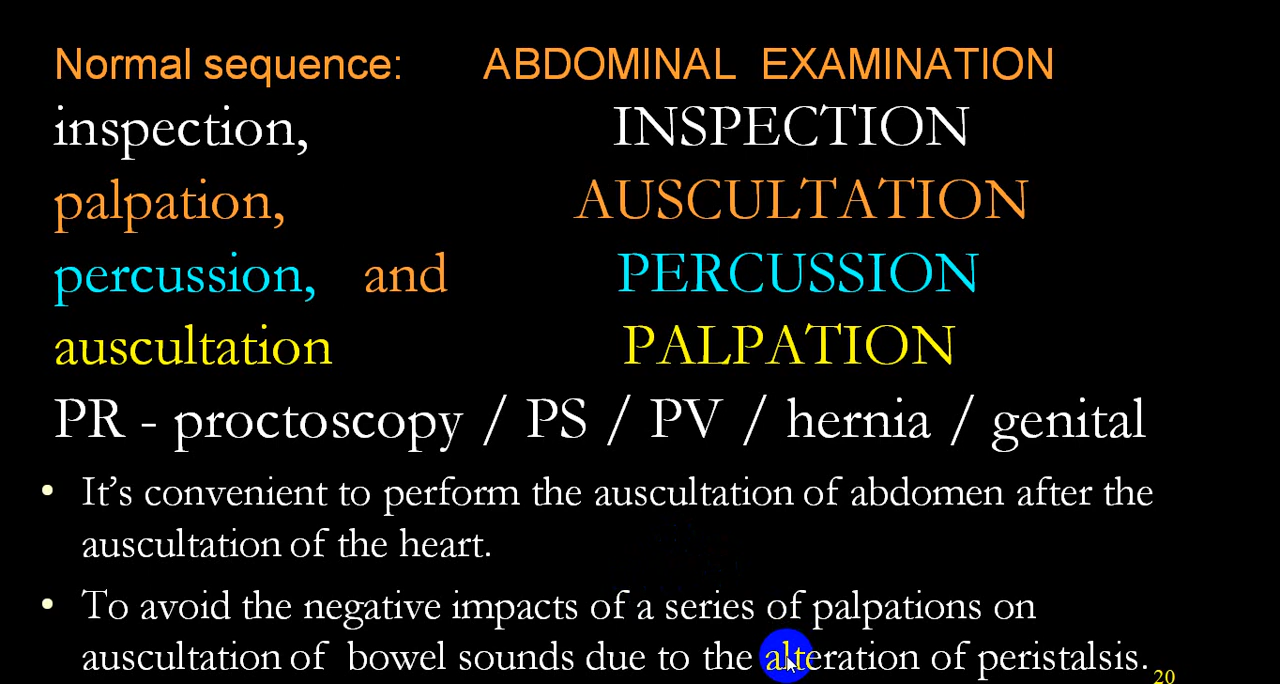 Normal sequence: ABDOMINAL EXAMINATION
inspection, INSPECTION
palpation, AUSCULTATION
percussion, and PERCUSSION
auscultation PALPATION
PR - proctoscopy / PS / PV / hernia / genital
• It’s convenient to perform the auscultation of abdomen after the
auscultation of the heart.
• To avoid the negative impacts of a series of palpations on
auscultation of bowel sounds due to the alteration of peristalsis.
20